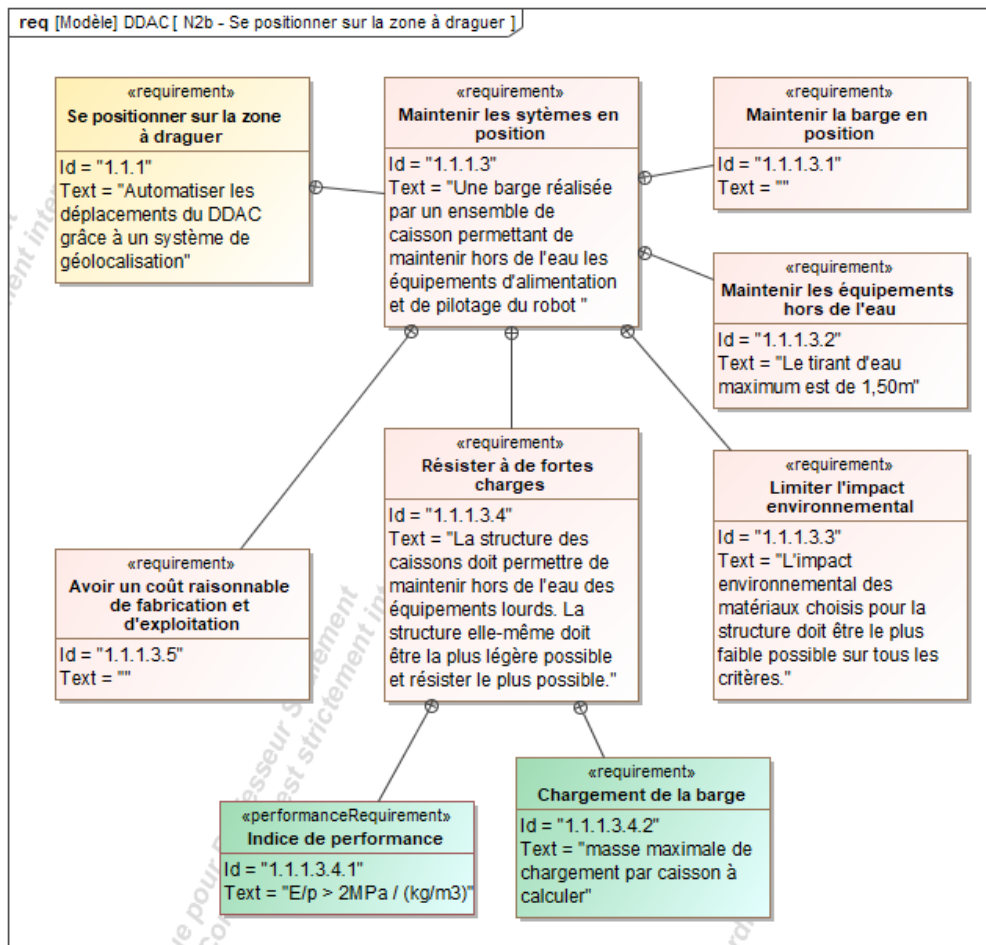 req [Modèle] DDAC [ N2b - Se positionner sur la zone à draguer ]
«requirement»
Se positionner sur la zone
à draguer
Id = "1.1.1"
Text = "Automatiser les
déplacements du DDAC
grâce à un système de
géolocalisation"
«requirement»
Maintenir les sytèmes en
position
Id = "1.1.1.3"
Text = "Une barge réalisée
par un ensemble de
caisson permettant de
maintenir hors de l'eau les
équipements d'alimentation
et de pilotage du robot "
«requirement»
Maintenir la barge en
position
Id = "1.1.1.3.1"
Text = ""
«requirement»
Maintenir les équipements
hors de l'eau
Id = "1.1.1.3.2"
Text = "Le tirant d'eau
maximum est de 1,50m"
«requirement»
Résister à de fortes
charges
Id = "1.1.1.3.4"
Text = "La structure des
caissons doit permettre de
maintenir hors de l'eau des
équipements lourds. La
structure elle-même doit
être la plus légère possible
et résister le plus possible."
«requirement»
Limiter l'impact
environnemental
Id = "1.1.1.3.3"
Text = "L'impact
environnemental des
matériaux choisis pour la
structure doit être le plus
faible possible sur tous les
critères."
«requirement»
Avoir un coût raisonnable
de fabrication et
d'exploitation
Id = "1.1.1.3.5"
Text = ""
«performanceRequirement»
Indice de performance
Id = "1.1.1.3.4.1"
Text = "E/p > 2MPa / (kg/m3)"
«requirement»
Chargement de la barge
Id = "1.1.1.3.4.2"
Text = "masse maximale de
chargement par caisson à
calculer"
est strictement
pour